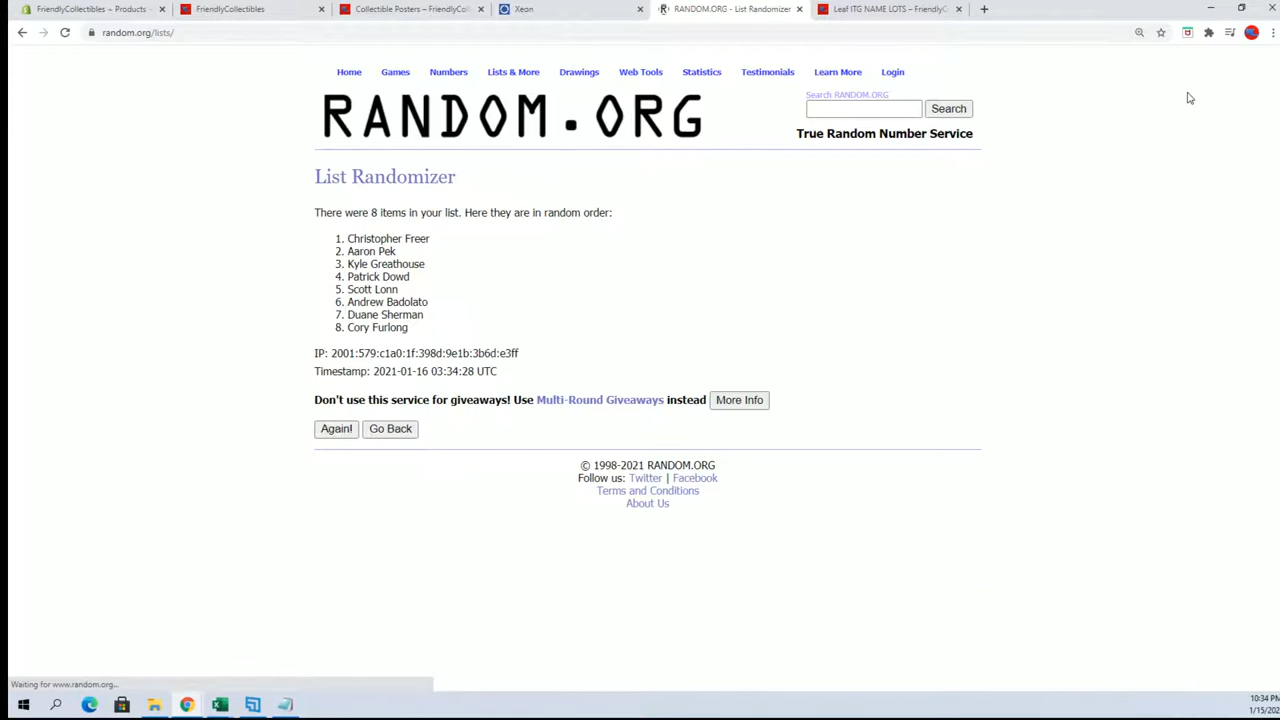 FriendlyCollectibles ~ Products ~
FriendlyCollectibles
Collectible Posters – FriendlyCol
Xeon
RANDOM.ORG - List Randomizer
Leaf ITG NAME LOTS – FriendlyC
random.org/lists/
Home Games Numbers Lists & More Drawings Web Tools Statistics Testimonials Learn More Login
Search RANDOM.ORG
RANDOM.ORG
Search
True Random Number Service
List Randomizer
There were 8 items in your list. Here they are in random order:
1. Christopher Freer
2. Aaron Pek
3. Kyle Greathouse
4. Patrick Dowd
5. Scott Lonn
6. Andrew Badolato
7. Duane Sherman
8. Cory Furlong
IP: 2001:579:c1a0:1f:398d:9e1b:3b6d:e3ff
Timestamp: 2021-01-16 03:34:28 UTC
Don't use this service for giveaways! Use Multi-Round Giveaways instead More Info
Again! Go Back
© 1998-2021 RANDOM.ORG
Follow us: Twitter | Facebook
Terms and Conditions
About Us
Waiting for www.random.org...
10:34 PM
1/15/202